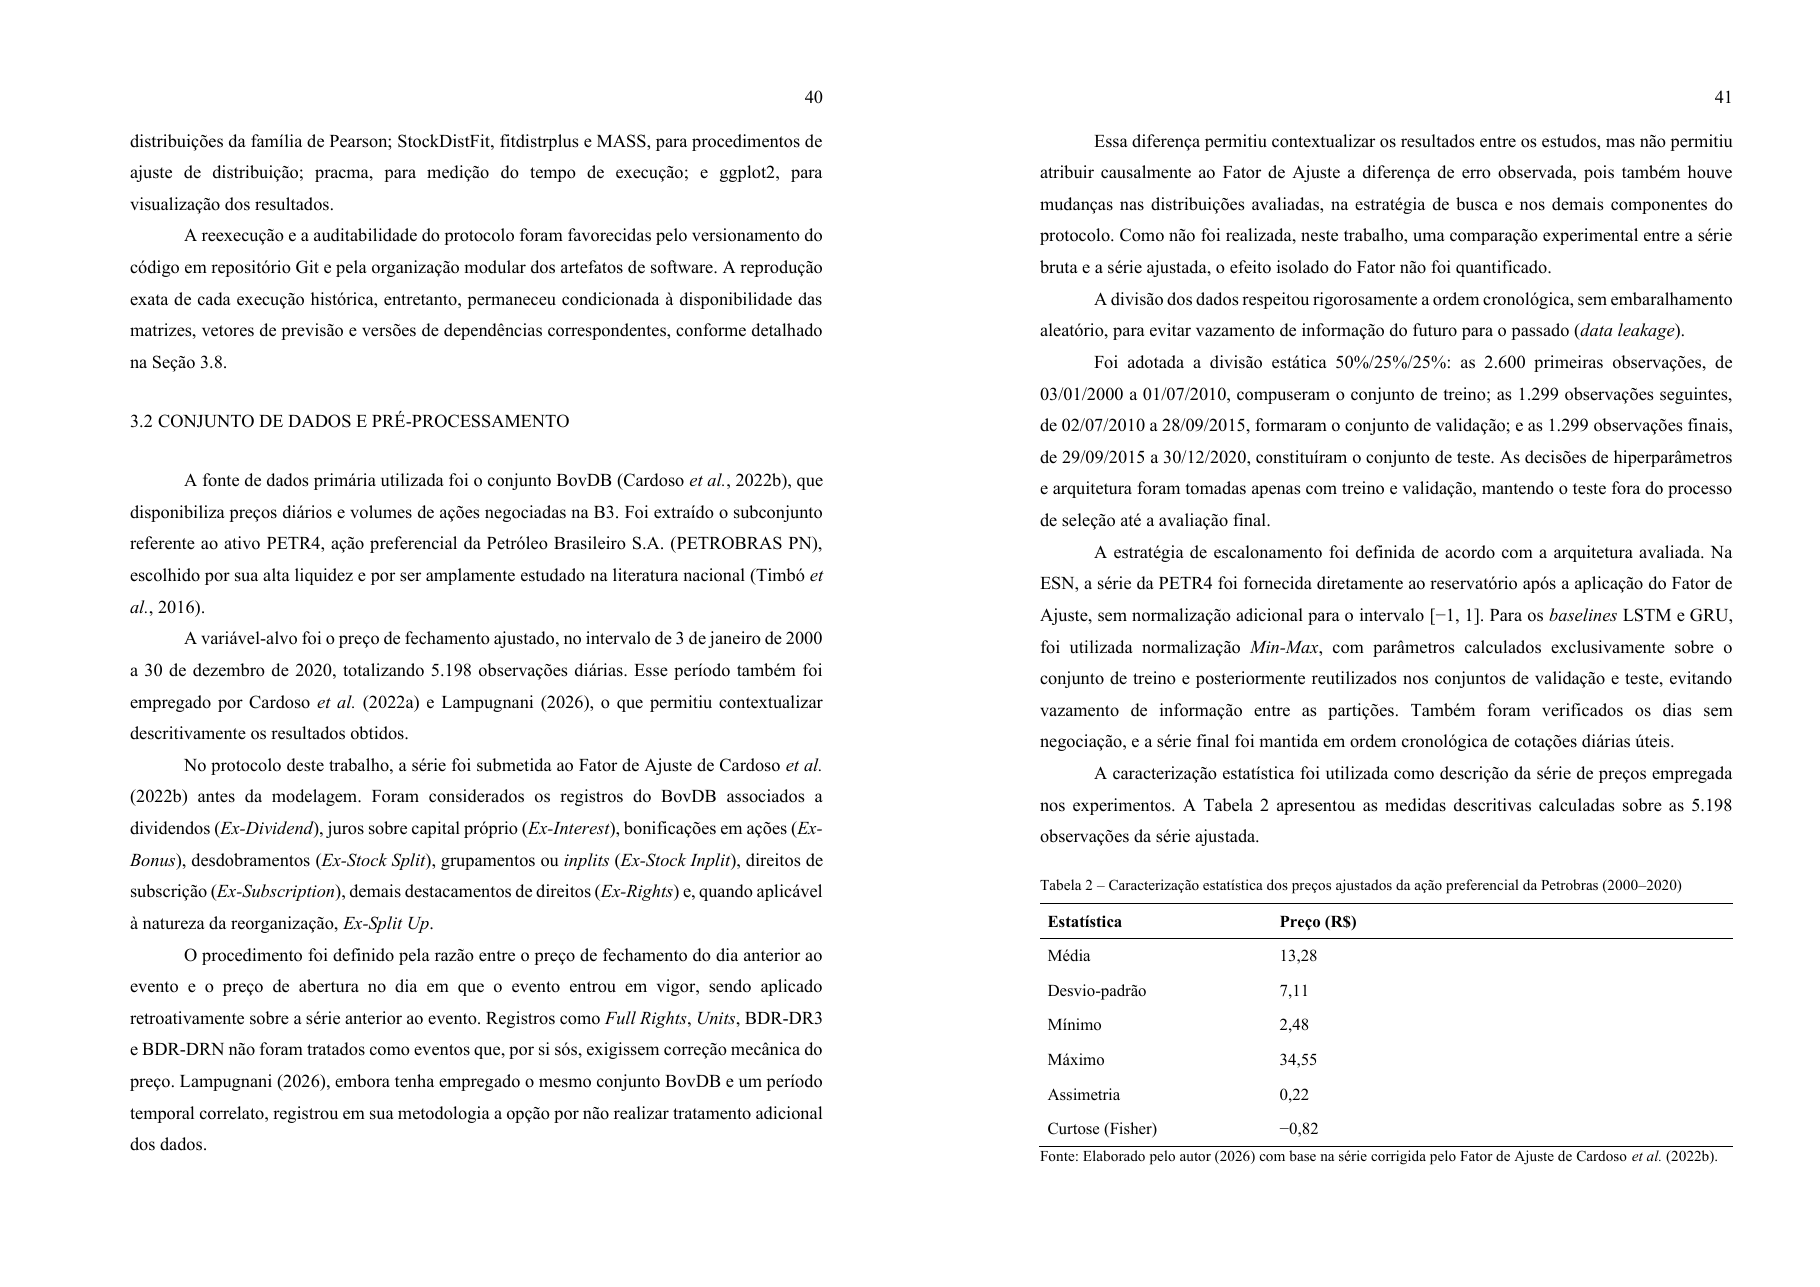 40
distribuições da família de Pearson; StockDistFit, fitdistrplus e MASS, para procedimentos de
ajuste de distribuição; pracma, para medição do tempo de execução; e ggplot2, para
visualização dos resultados.
A reexecução e a auditabilidade do protocolo foram favorecidas pelo versionamento do
código em repositório Git e pela organização modular dos artefatos de software. A reprodução
exata de cada execução histórica, entretanto, permaneceu condicionada à disponibilidade das
matrizes, vetores de previsão e versões de dependências correspondentes, conforme detalhado
na Seção 3.8.
3.2 CONJUNTO DE DADOS E PRÉ-PROCESSAMENTO
A fonte de dados primária utilizada foi o conjunto BovDB (Cardoso et al., 2022b), que
disponibiliza preços diários e volumes de ações negociadas na B3. Foi extraído o subconjunto
referente ao ativo PETR4, ação preferencial da Petróleo Brasileiro S.A. (PETROBRAS PN),
escolhido por sua alta liquidez e por ser amplamente estudado na literatura nacional (Timbó et
al., 2016).
A variável-alvo foi o preço de fechamento ajustado, no intervalo de 3 de janeiro de 2000
a 30 de dezembro de 2020, totalizando 5.198 observações diárias. Esse período também foi
empregado por Cardoso et al. (2022a) e Lampugnani (2026), o que permitiu contextualizar
descritivamente os resultados obtidos.
No protocolo deste trabalho, a série foi submetida ao Fator de Ajuste de Cardoso et al.
(2022b) antes da modelagem. Foram considerados os registros do BovDB associados a
dividendos (Ex-Dividend), juros sobre capital próprio (Ex-Interest), bonificações em ações (Ex-
Bonus), desdobramentos (Ex-Stock Split), grupamentos ou inplits (Ex-Stock Inplit), direitos de
subscrição (Ex-Subscription), demais destacamentos de direitos (Ex-Rights) e, quando aplicável
à natureza da reorganização, Ex-Split Up.
O procedimento foi definido pela razão entre o preço de fechamento do dia anterior ao
evento e o preço de abertura no dia em que o evento entrou em vigor, sendo aplicado
retroativamente sobre a série anterior ao evento. Registros como Full Rights, Units, BDR-DR3
e BDR-DRN não foram tratados como eventos que, por si sós, exigissem correção mecânica do
preço. Lampugnani (2026), embora tenha empregado o mesmo conjunto BovDB e um período
temporal correlato, registrou em sua metodologia a opção por não realizar tratamento adicional
dos dados.
41
Essa diferença permitiu contextualizar os resultados entre os estudos, mas não permitiu
atribuir causalmente ao Fator de Ajuste a diferença de erro observada, pois também houve
mudanças nas distribuições avaliadas, na estratégia de busca e nos demais componentes do
protocolo. Como não foi realizada, neste trabalho, uma comparação experimental entre a série
bruta e a série ajustada, o efeito isolado do Fator não foi quantificado.
A divisão dos dados respeitou rigorosamente a ordem cronológica, sem embaralhamento
aleatório, para evitar vazamento de informação do futuro para o passado (data leakage).
Foi adotada a divisão estática 50%/25%/25%: as 2.600 primeiras observações, de
03/01/2000 a 01/07/2010, compuseram o conjunto de treino; as 1.299 observações seguintes,
de 02/07/2010 a 28/09/2015, formaram o conjunto de validação; e as 1.299 observações finais,
de 29/09/2015 a 30/12/2020, constituíram o conjunto de teste. As decisões de hiperparâmetros
e arquitetura foram tomadas apenas com treino e validação, mantendo o teste fora do processo
de seleção até a avaliação final.
A estratégia de escalonamento foi definida de acordo com a arquitetura avaliada. Na
ESN, a série da PETR4 foi fornecida diretamente ao reservatório após a aplicação do Fator de
Ajuste, sem normalização adicional para o intervalo [−1, 1]. Para os baselines LSTM e GRU,
foi utilizada normalização Min-Max, com parâmetros calculados exclusivamente sobre o
conjunto de treino e posteriormente reutilizados nos conjuntos de validação e teste, evitando
vazamento de informação entre as partições. Também foram verificados os dias sem
negociação, e a série final foi mantida em ordem cronológica de cotações diárias úteis.
A caracterização estatística foi utilizada como descrição da série de preços empregada
nos experimentos. A Tabela 2 apresentou as medidas descritivas calculadas sobre as 5.198
observações da série ajustada.
Tabela 2 – Caracterização estatística dos preços ajustados da ação preferencial da Petrobras (2000–2020)
Estatística Preço (R$)
Média 13,28
Desvio-padrão 7,11
Mínimo 2,48
Máximo 34,55
Assimetria 0,22
Curtose (Fisher) −0,82
Fonte: Elaborado pelo autor (2026) com base na série corrigida pelo Fator de Ajuste de Cardoso et al. (2022b).